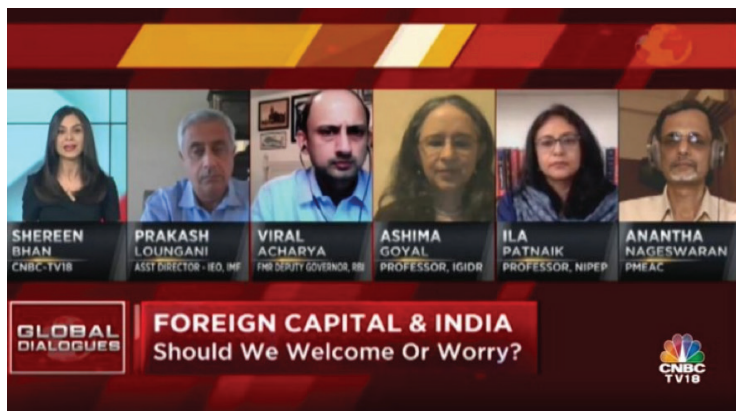 SHEREEN
BHAN
CNBC-TV18
PRAKASH
LOUNGANI
ASST DIRECTOR - IEO, IMF
VIRAL
ACHARYA
FMR DEPUTY GOVERNOR, RBI
ASHIMA
GOYAL
PROFESSOR, IGIDR
ILA
PATNAIK
PROFESSOR, NIPEP
ANANTHA
NAGESWARAN
PMEAC
GLOBAL
DIALOGUES
FOREIGN CAPITAL & INDIA
Should We Welcome Or Worry?
CNBC
TV18